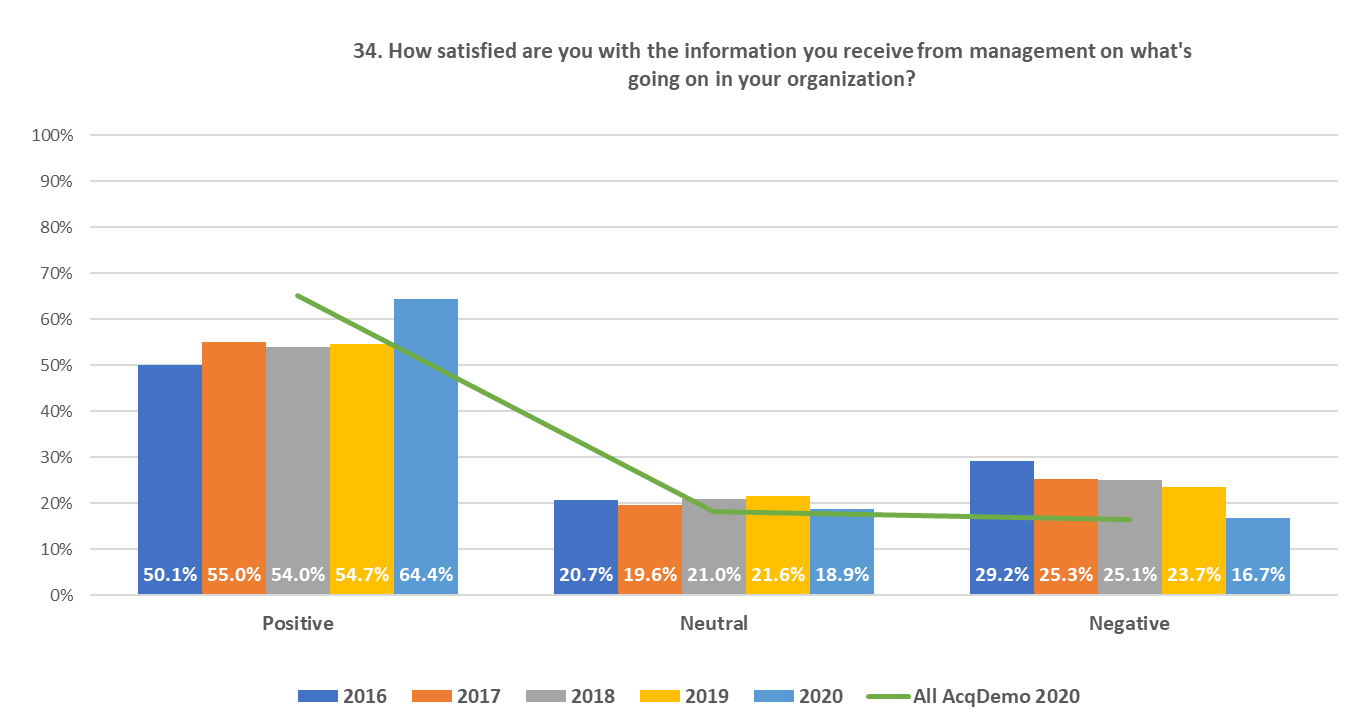 34. How satisfied are you with the information you receive from management on what's
going on in your organization?
100%
90%
80%
70%
60%
50%
40%
30%
20%
10%
0%
50.1% 55.0% 54.0% 54.7% 64.4% 20.7% 19.6% 21.0% 21.6% 18.9% 29.2% 25.3% 25.1% 23.7% 16.7%
Positive Neutral Negative
2016 2017 2018 2019 2020 All AcqDemo 2020